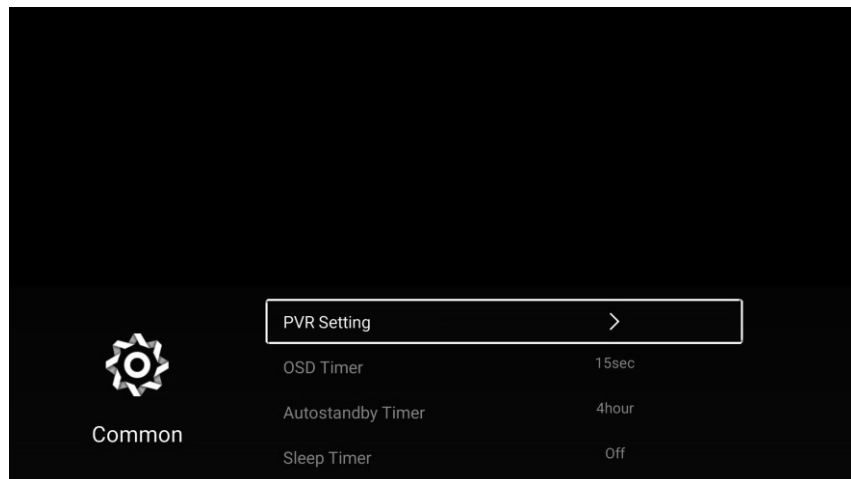 PVR Setting >
OSD Timer 15sec
Autostandby Timer 4hour
Common
Sleep Timer Off